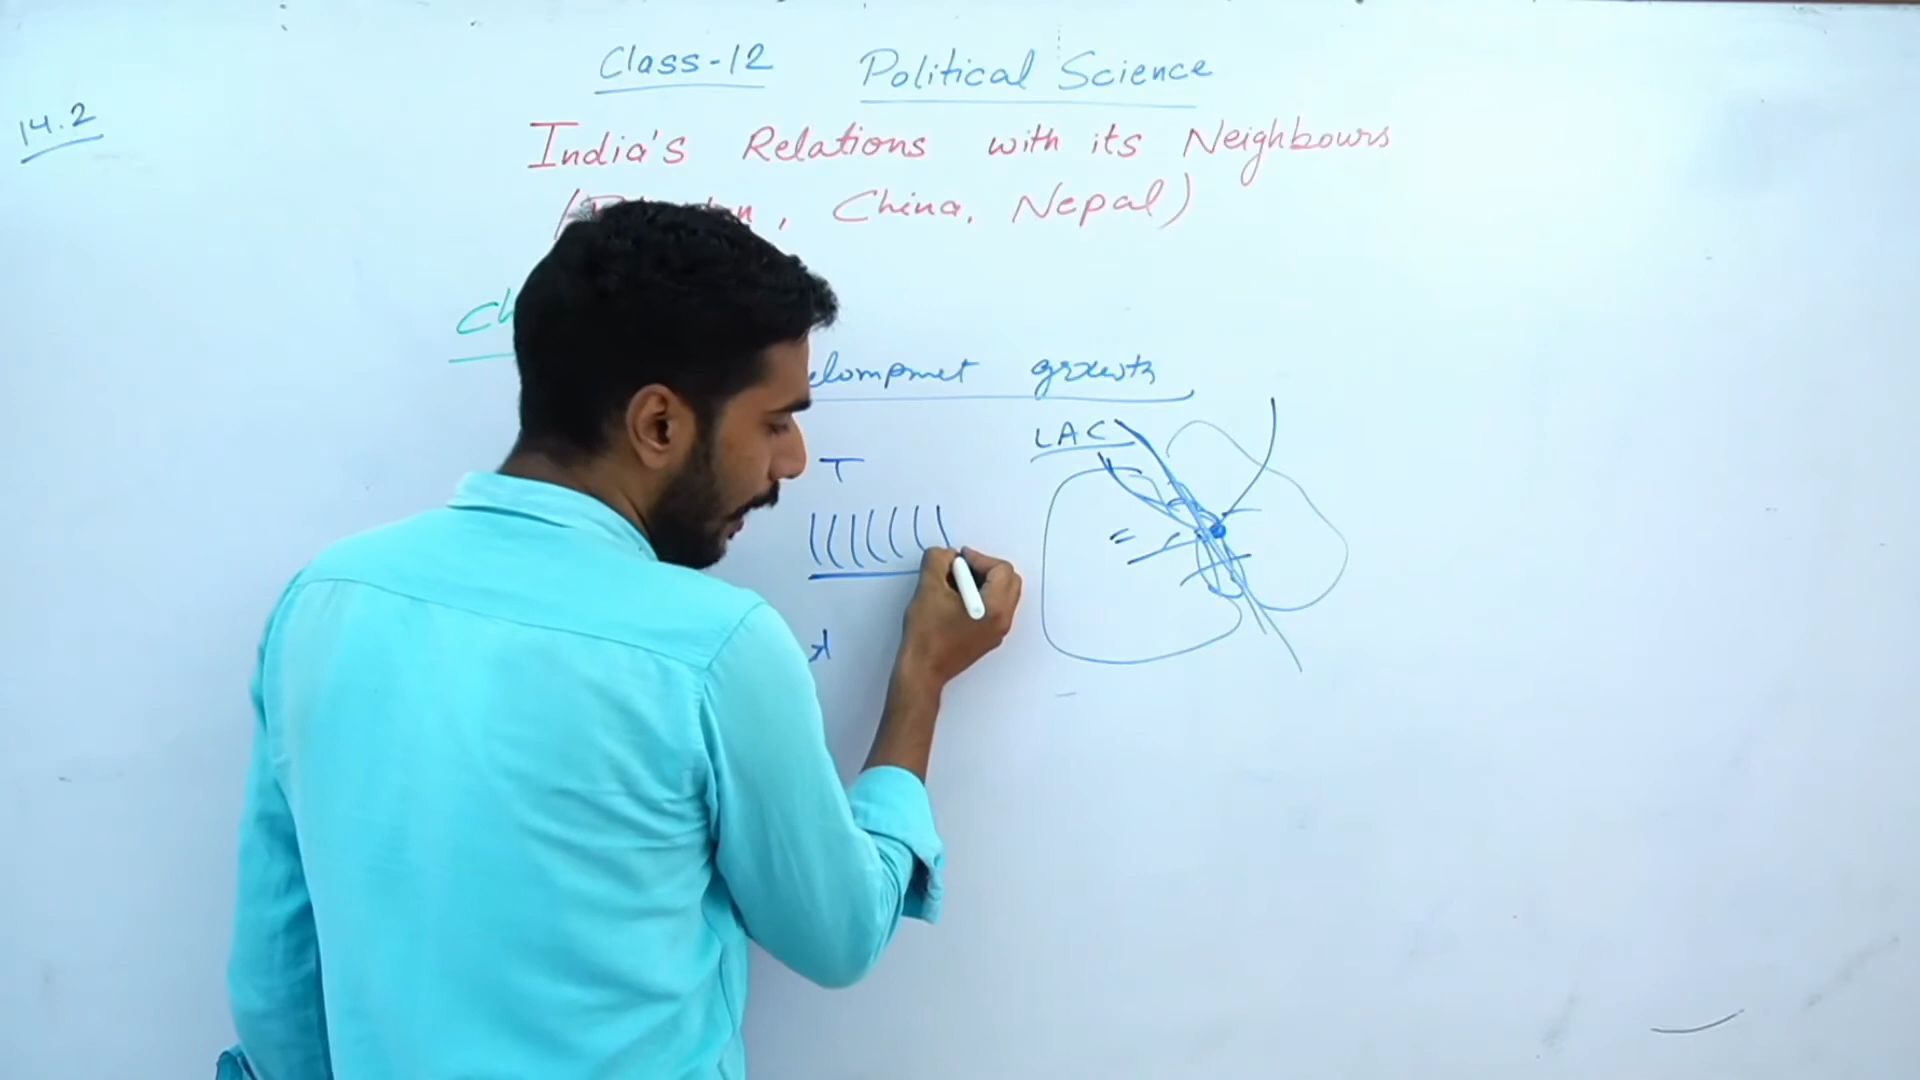 Class-12 Political Science
14.2
India's Relations with its Neighbours
, China, Nepal)
growth
LAC
T